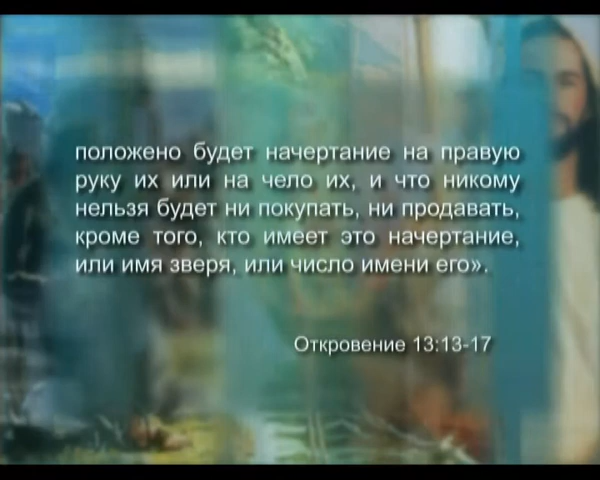 положено будет начертание на правую
руку их или на чело их, и что никому
нельзя будет ни покупать, ни продавать,
кроме того, кто имеет это начертание,
или имя зверя, или число имени его».
Откровение 13:13-17